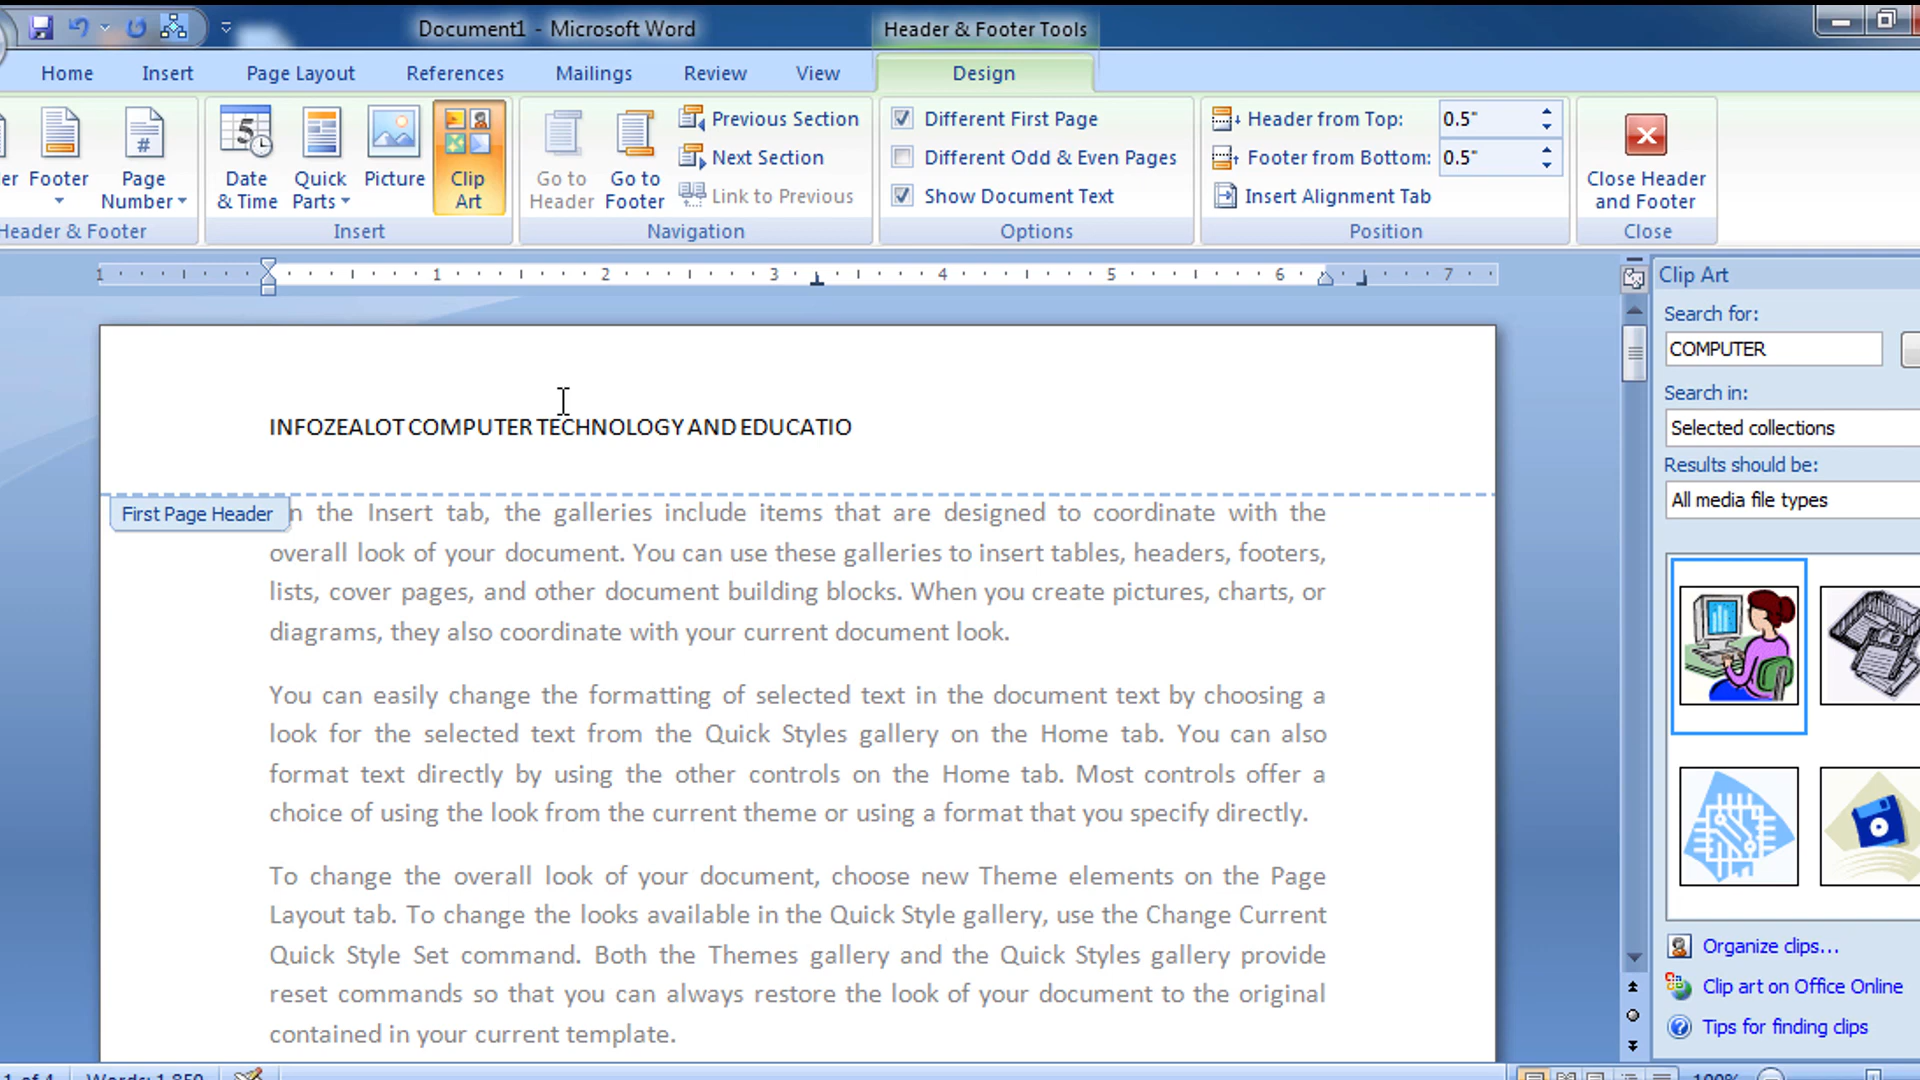 Document1 - Microsoft Word
Header & Footer Tools
Home Insert Page Layout References Mailings Review View Design
Footer
Page Number
Date & Time
Quick Parts
Picture
Clip Art
Go to Header
Go to Footer
Previous Section
Next Section
Link to Previous
Different First Page
Different Odd & Even Pages
Show Document Text
Header from Top: 0.5"
Footer from Bottom: 0.5"
Insert Alignment Tab
Close Header and Footer
Header & Footer Insert Navigation Options Position Close
1 1 2 3 4 5 6 7
INFOZEALOT COMPUTER TECHNOLOGY AND EDUCATIO
First Page Header
n the Insert tab, the galleries include items that are designed to coordinate with the
overall look of your document. You can use these galleries to insert tables, headers, footers,
lists, cover pages, and other document building blocks. When you create pictures, charts, or
diagrams, they also coordinate with your current document look.
You can easily change the formatting of selected text in the document text by choosing a
look for the selected text from the Quick Styles gallery on the Home tab. You can also
format text directly by using the other controls on the Home tab. Most controls offer a
choice of using the look from the current theme or using a format that you specify directly.
To change the overall look of your document, choose new Theme elements on the Page
Layout tab. To change the looks available in the Quick Style gallery, use the Change Current
Quick Style Set command. Both the Themes gallery and the Quick Styles gallery provide
reset commands so that you can always restore the look of your document to the original
contained in your current template.
Clip Art
Search for:
COMPUTER
Search in:
Selected collections
Results should be:
All media file types
Organize clips...
Clip art on Office Online
Tips for finding clips
1 of 4 Words: 1,850
100%